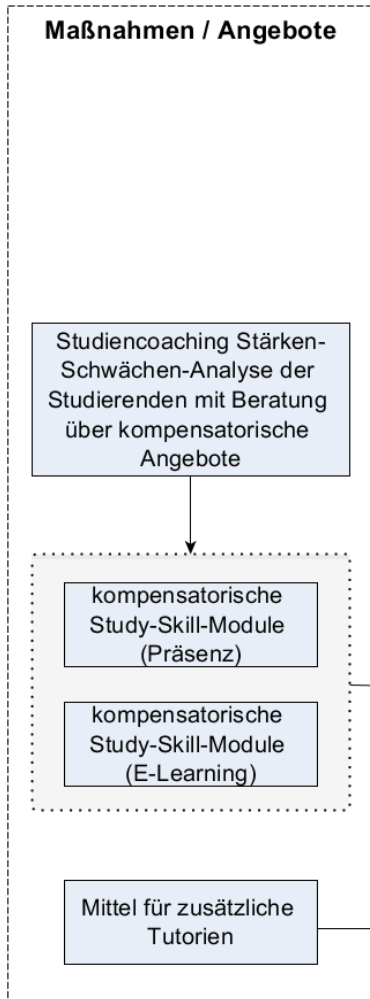 Maßnahmen / Angebote
Studiencoaching Stärken-
Schwächen-Analyse der
Studierenden mit Beratung
über kompensatorische
Angebote
kompensatorische
Study-Skill-Module
(Präsenz)
kompensatorische
Study-Skill-Module
(E-Learning)
Mittel für zusätzliche
Tutorien